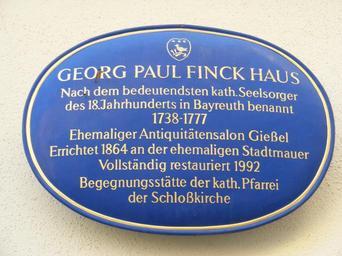 GEORG PAUL FINCK HAUS
Nach dem bedeutendsten kath. Seelsorger
des 18. Jahrhunderts in Bayreuth benannt
1738-1777
Ehemaliger Antiquitätensalon Gießel
Errichtet 1864 an der ehemaligen Stadtmauer
Vollständig restauriert 1992
Begegnungsstätte der kath. Pfarrei
der Schloßkirche